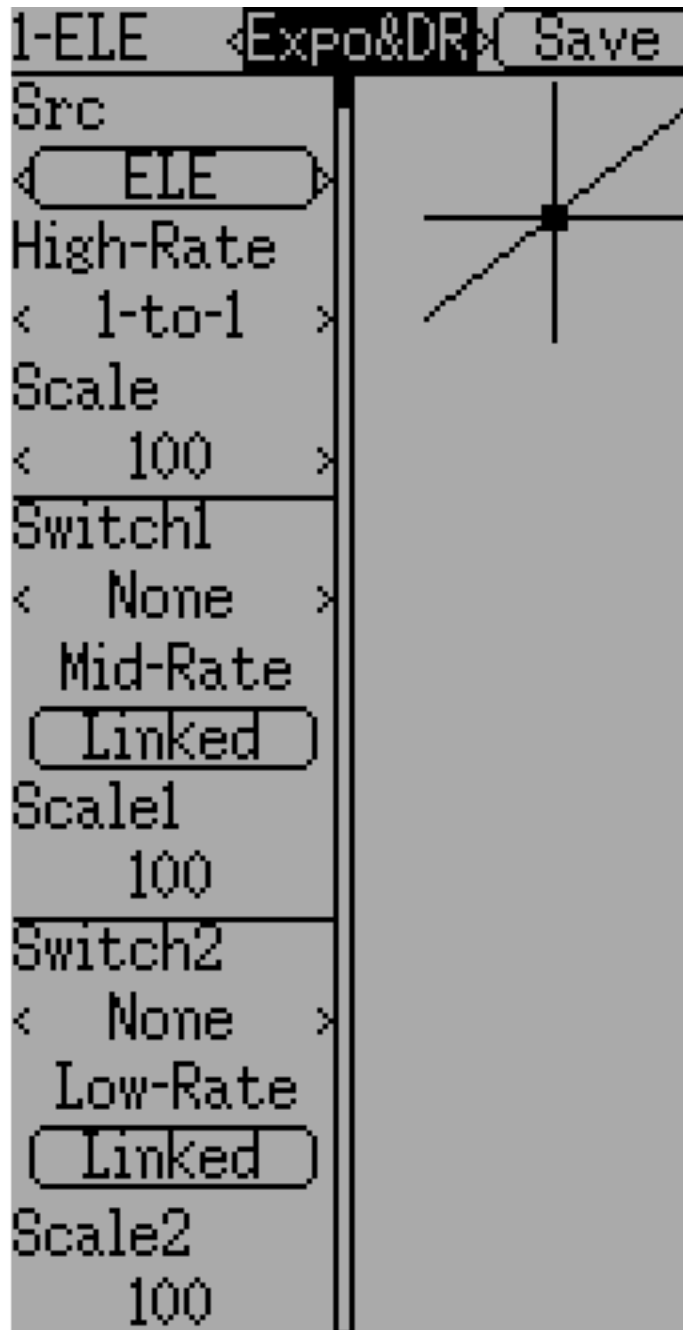 1-ELE <Expo&DR> Save
Src
ELE
High-Rate
< 1-to-1 >
Scale
< 100 >
Switch1
< None >
Mid-Rate
Linked
Scale1
100
Switch2
< None >
Low-Rate
Linked
Scale2
100